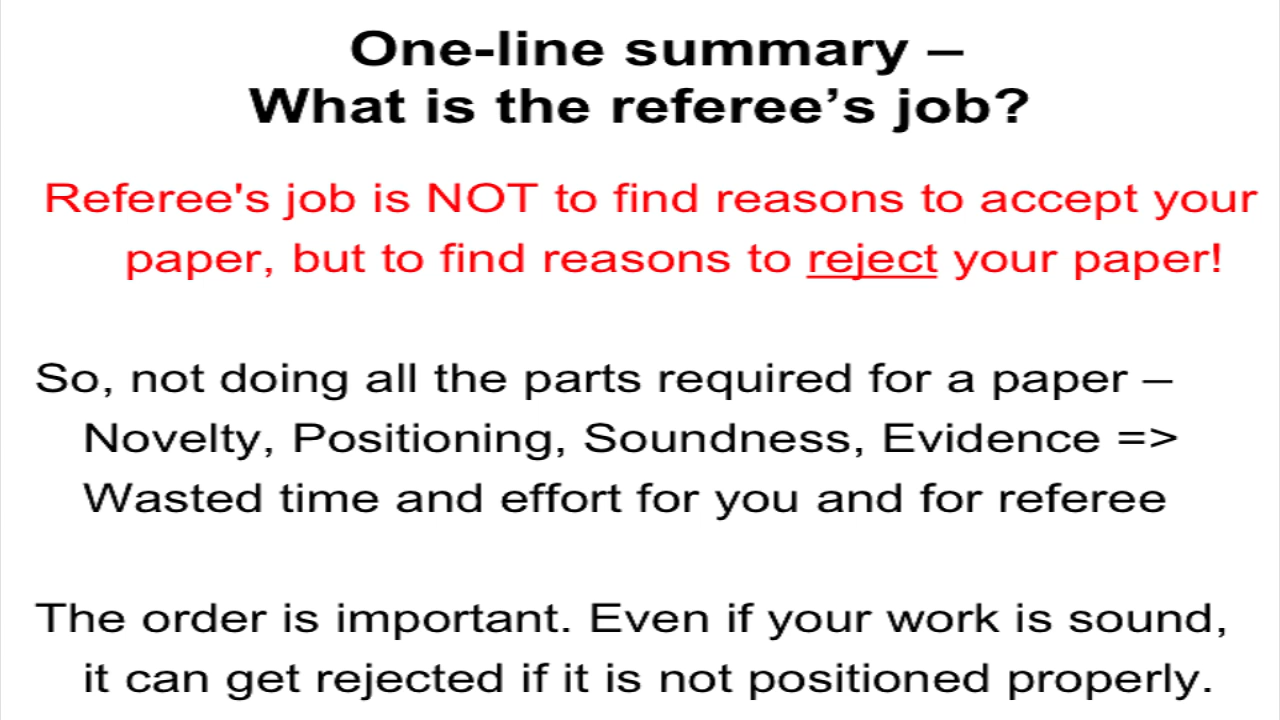 One-line summary –
What is the referee’s job?
Referee's job is NOT to find reasons to accept your
paper, but to find reasons to reject your paper!
So, not doing all the parts required for a paper –
Novelty, Positioning, Soundness, Evidence =>
Wasted time and effort for you and for referee
The order is important. Even if your work is sound,
it can get rejected if it is not positioned properly.